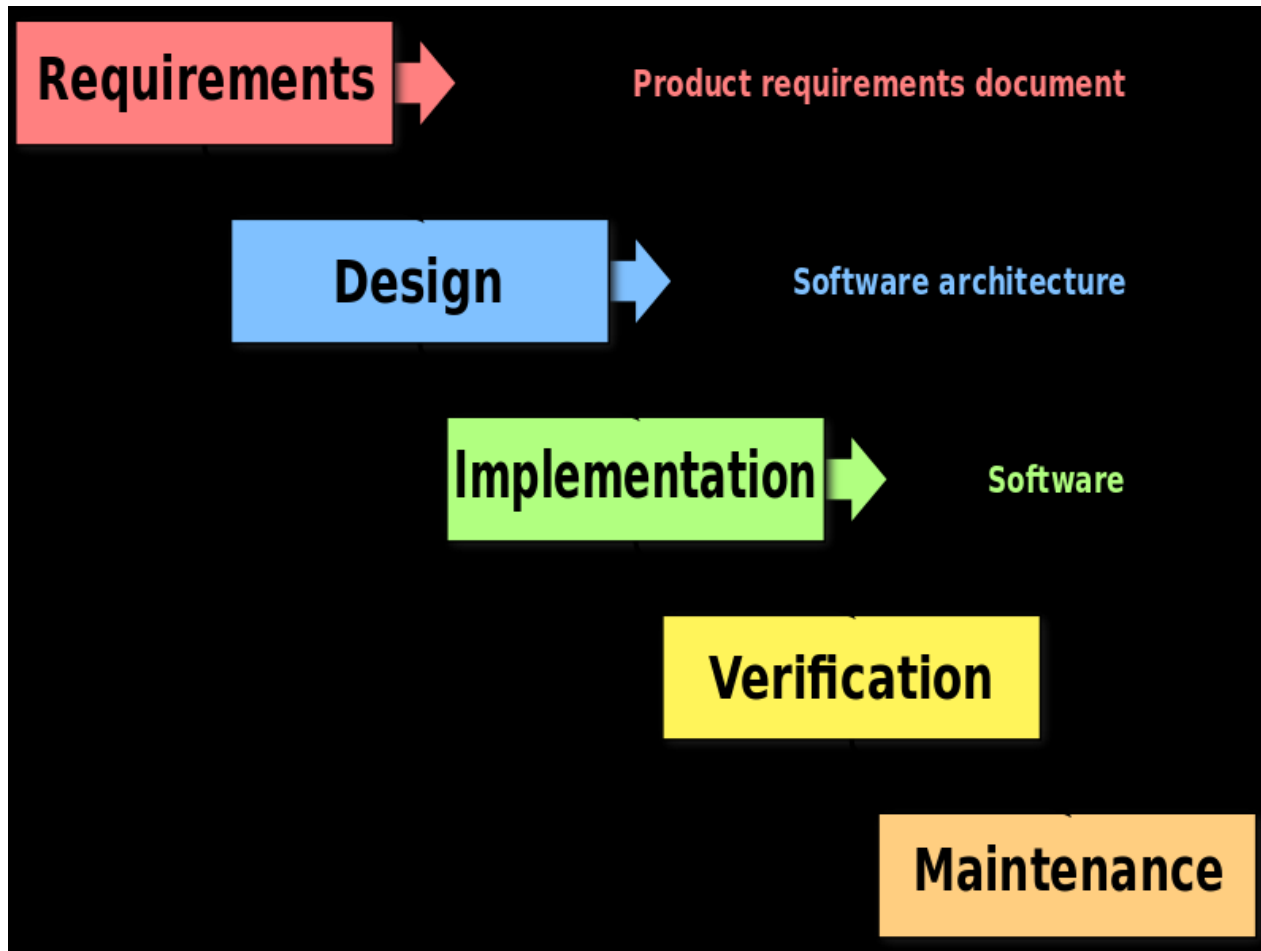 Requirements
Product requirements document
Design
Software architecture
Implementation
Software
Verification
Maintenance